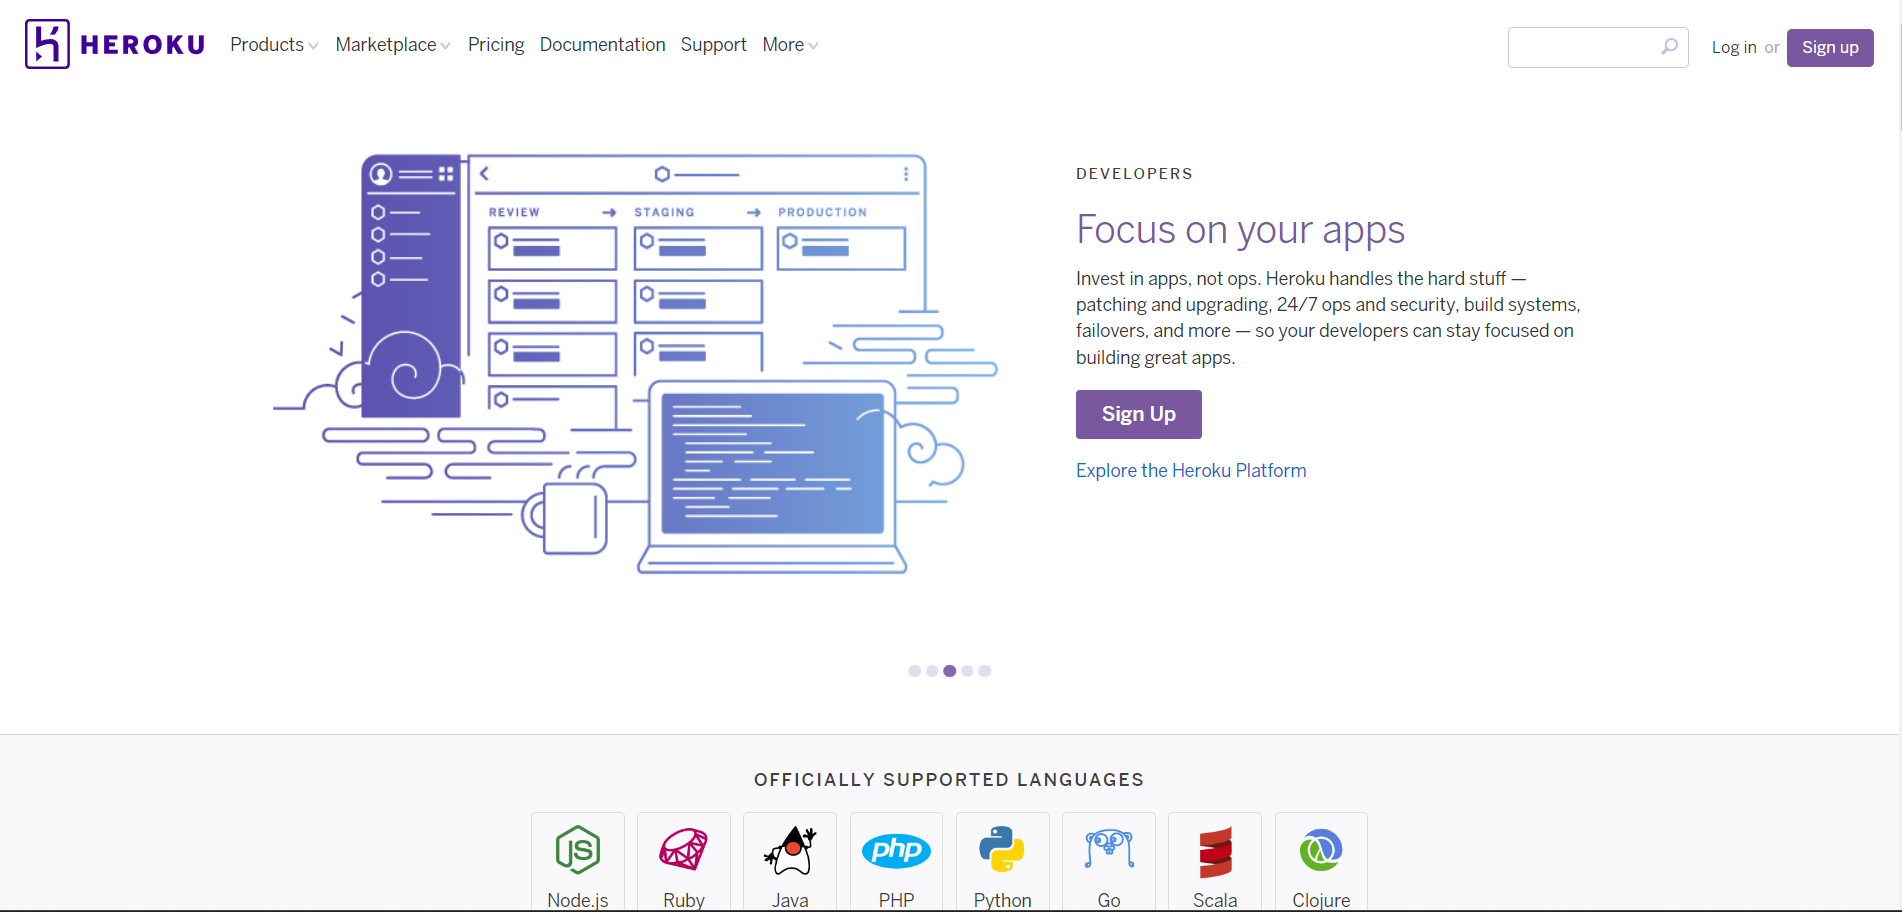 HEROKU
Products Marketplace Pricing Documentation Support More
Log in or Sign up
REVIEW STAGING PRODUCTION
DEVELOPERS
Focus on your apps
Invest in apps, not ops. Heroku handles the hard stuff —
patching and upgrading, 24/7 ops and security, build systems,
failovers, and more — so your developers can stay focused on
building great apps.
Sign Up
Explore the Heroku Platform
OFFICIALLY SUPPORTED LANGUAGES
JS
php
Node.js Ruby Java PHP Python Go Scala Clojure